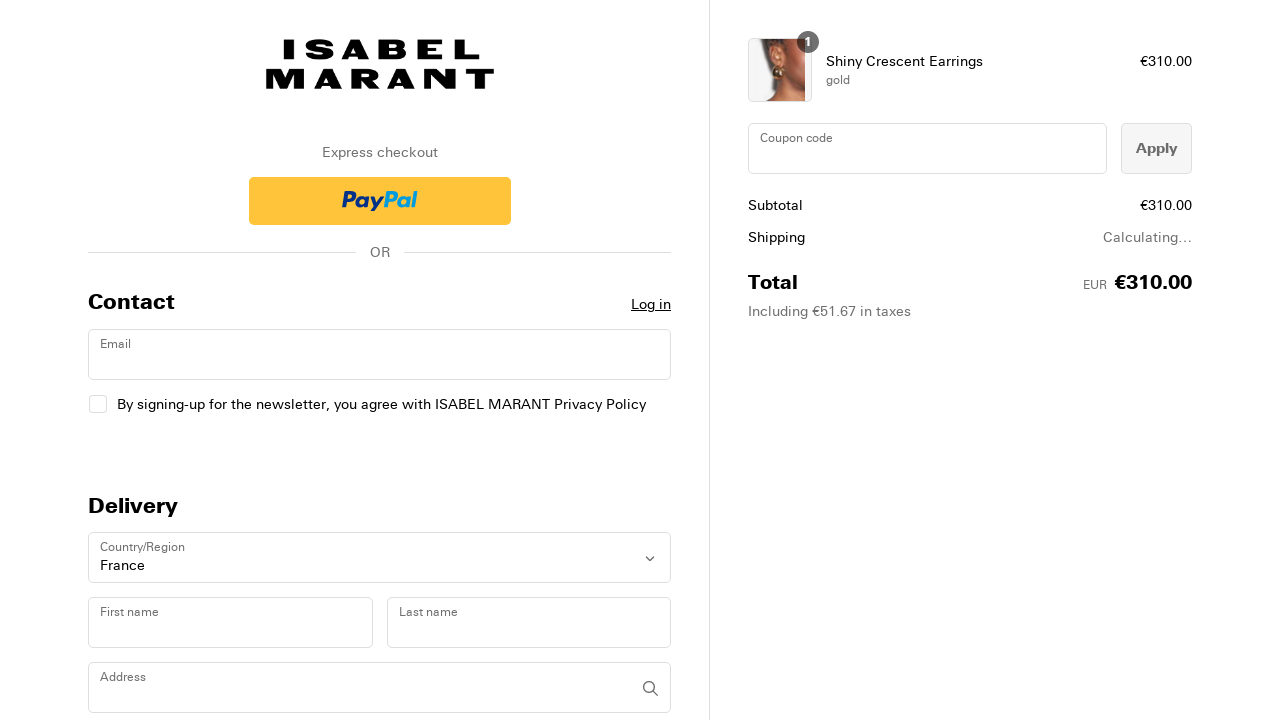 ISABEL
MARANT
Express checkout
PayPal
OR
Contact
Log in
Email
By signing-up for the newsletter, you agree with ISABEL MARANT Privacy Policy
Delivery
Country/Region
France
First name
Last name
Address
1
Shiny Crescent Earrings
€310.00
gold
Coupon code
Apply
Subtotal
€310.00
Shipping
Calculating…
Total
EUR €310.00
Including €51.67 in taxes